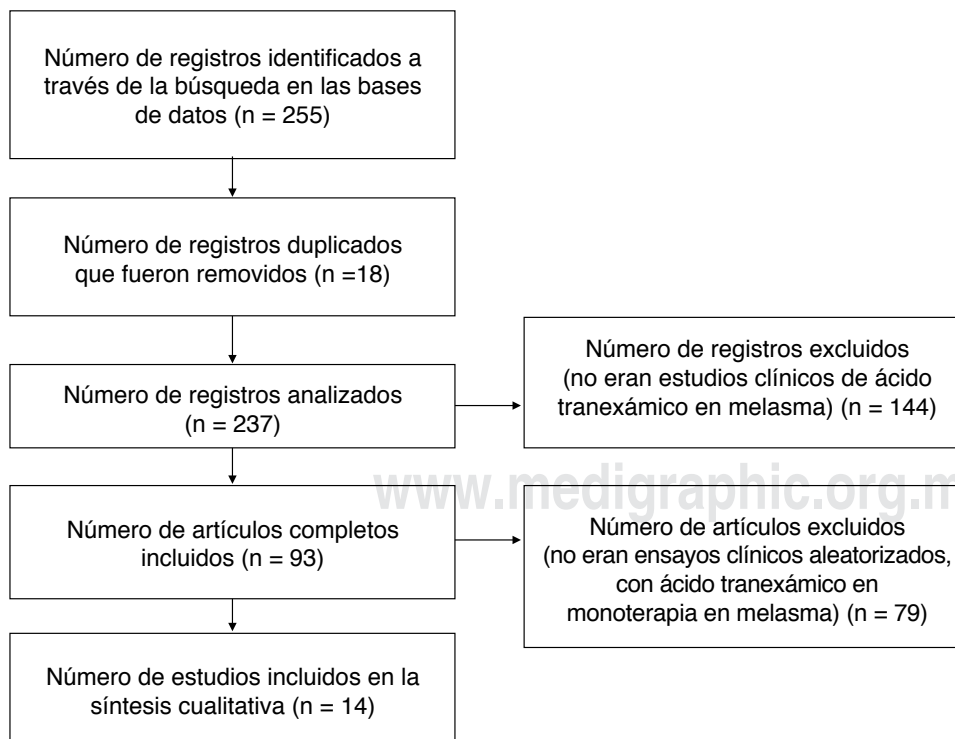 Número de registros identificados a
través de la búsqueda en las bases
de datos (n = 255)
Número de registros duplicados
que fueron removidos (n =18)
Número de registros analizados
(n = 237)
Número de registros excluidos
(no eran estudios clínicos de ácido
tranexámico en melasma) (n = 144)
www.medigraphic.org.m
Número de artículos completos
incluidos (n = 93)
Número de artículos excluidos
(no eran ensayos clínicos aleatorizados,
con ácido tranexámico en
monoterapia en melasma) (n = 79)
Número de estudios incluidos en la
síntesis cualitativa (n = 14)